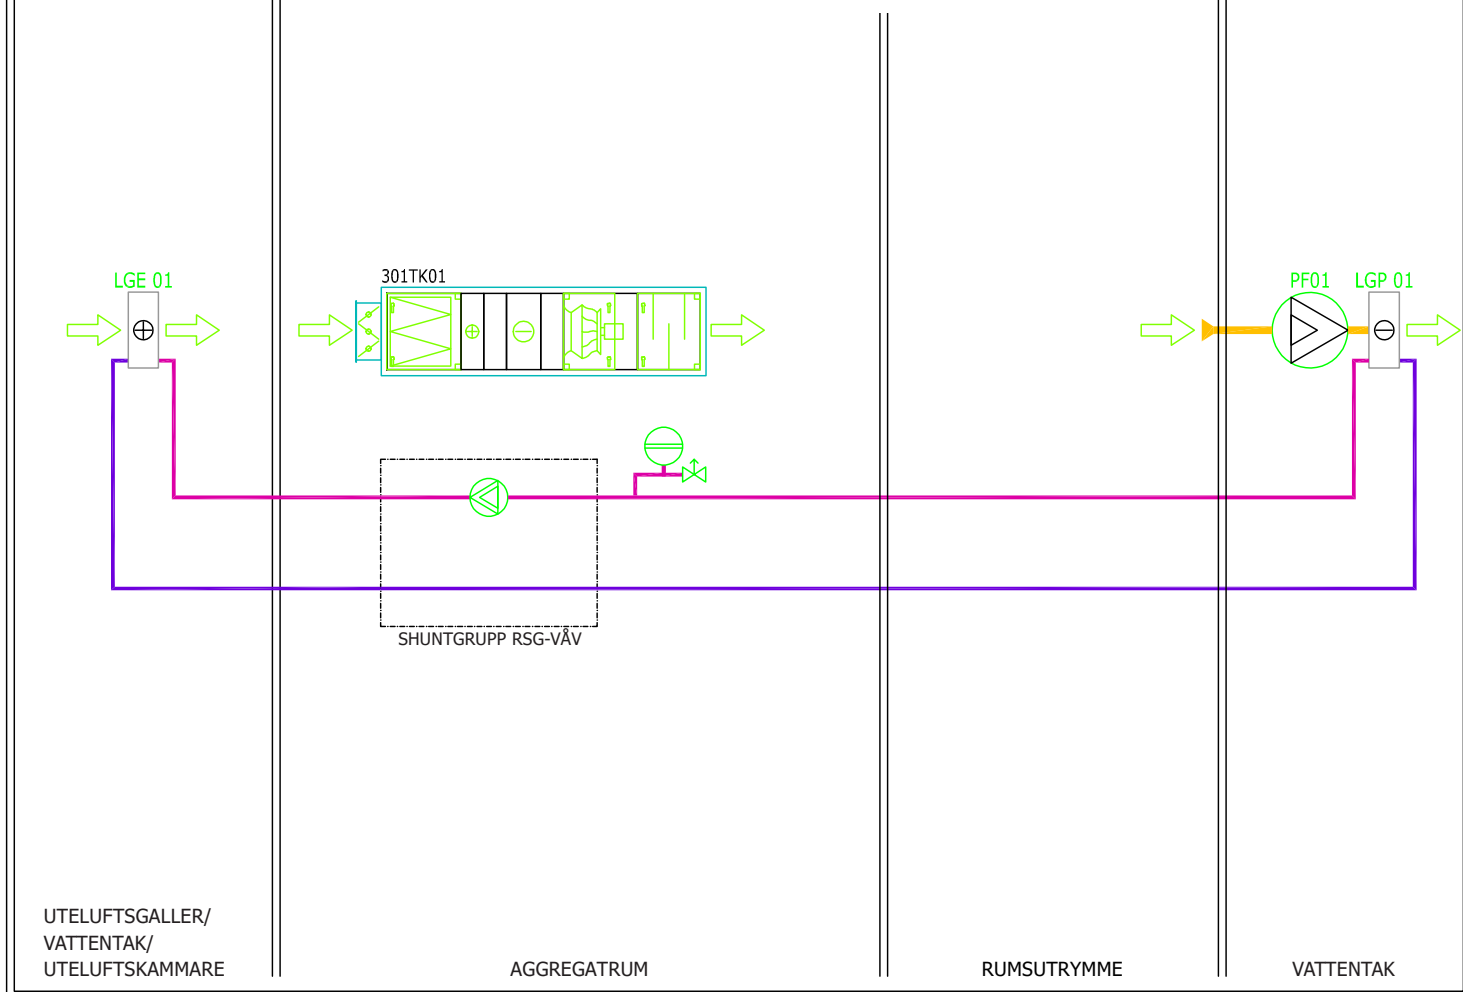 LGE 01
301TK01
PF01
LGP 01
SHUNTGRUPP RSG-VÅV
UTELUFTSGALLER/
VATTENTAK/
UTELUFTSKAMMARE
AGGREGATRUM
RUMSUTRYMME
VATTENTAK